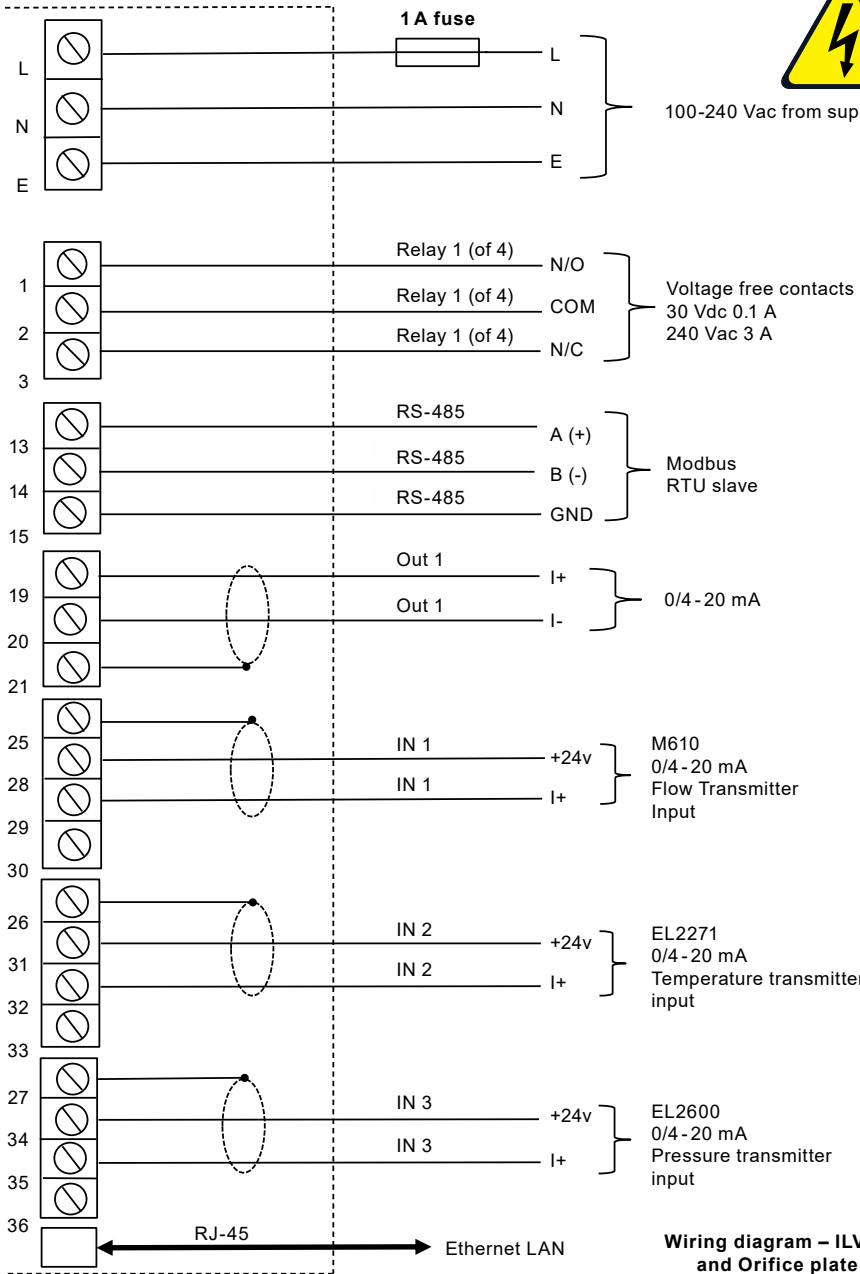 1 A fuse
L
L
N
N
100-240 Vac from
E
E
1
Relay 1 (of 4)
N/O
2
Relay 1 (of 4)
COM
3
Relay 1 (of 4)
N/C
Voltage free contacts
30 Vdc 0.1 A
240 Vac 3 A
13
RS-485
A (+)
14
RS-485
B (-)
15
RS-485
GND
Modbus
RTU slave
19
Out 1
I+
20
Out 1
I-
21
0/4-20 mA
25
28
IN 1
+24v
29
IN 1
I+
30
M610
0/4-20 mA
Flow Transmitter
Input
26
31
IN 2
+24v
32
IN 2
I+
33
EL2271
0/4-20 mA
Temperature transmitter
input
27
34
IN 3
+24v
35
IN 3
I+
36
EL2600
0/4-20 mA
Pressure transmitter
input
RJ-45
Ethernet LAN
Wiring diagram – ILV
and Orifice plate